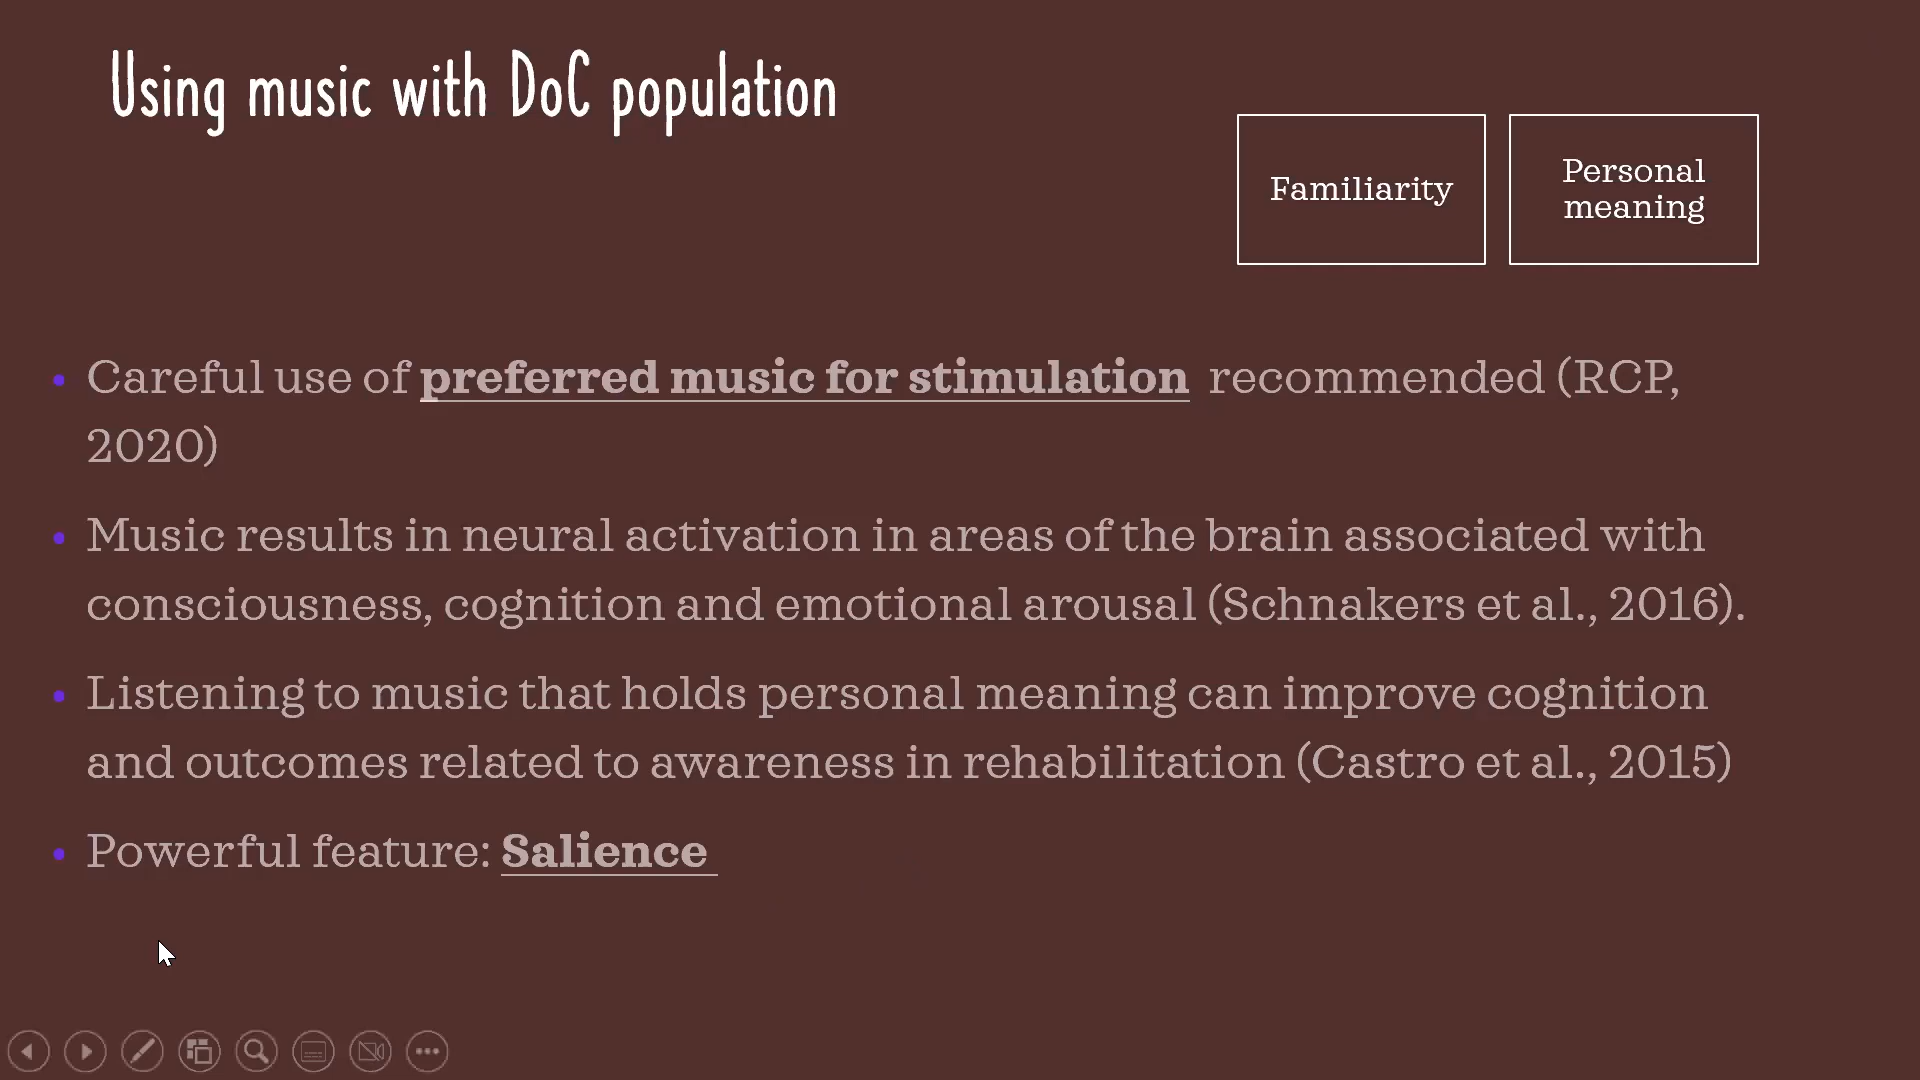 Using music with DoC population
Familiarity
Personal
meaning
• Careful use of preferred music for stimulation recommended (RCP,
2020)
• Music results in neural activation in areas of the brain associated with
consciousness, cognition and emotional arousal (Schnakers et al., 2016).
• Listening to music that holds personal meaning can improve cognition
and outcomes related to awareness in rehabilitation (Castro et al., 2015)
• Powerful feature: Salience